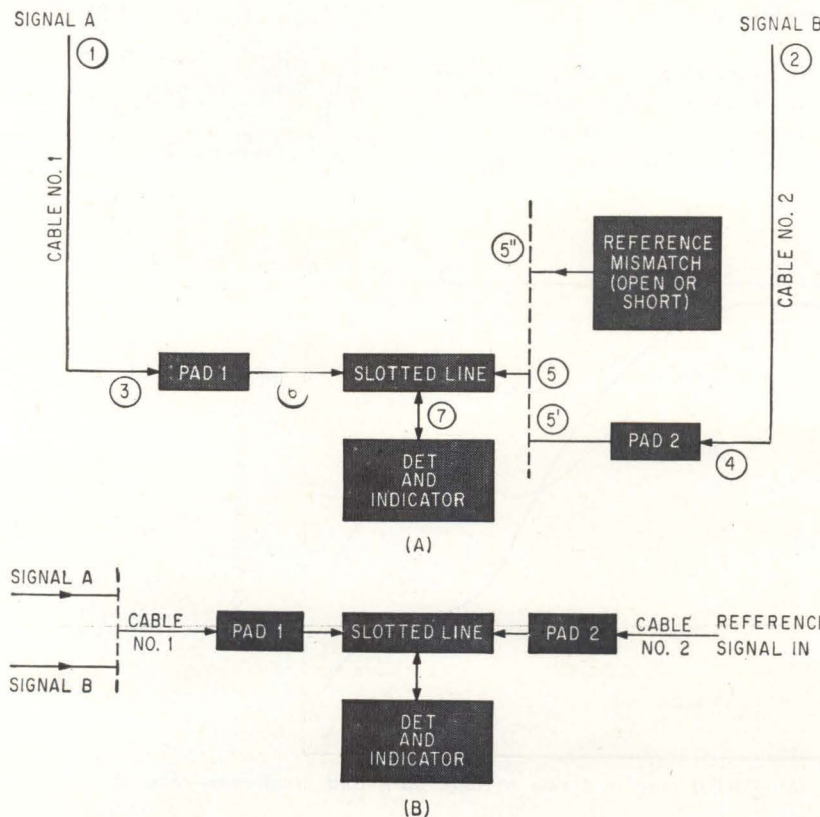 SIGNAL A
1
SIGNAL B
2
CABLE NO. 1
CABLE NO. 2
5"
REFERENCE
MISMATCH
(OPEN OR
SHORT)
3
PAD 1
6
SLOTTED LINE
5
7
5'
PAD 2
4
DET
AND
INDICATOR
(A)
SIGNAL A
CABLE
NO. 1
SIGNAL B
PAD 1
SLOTTED LINE
PAD 2
CABLE
NO. 2
REFERENCE
SIGNAL IN
DET
AND
INDICATOR
(B)